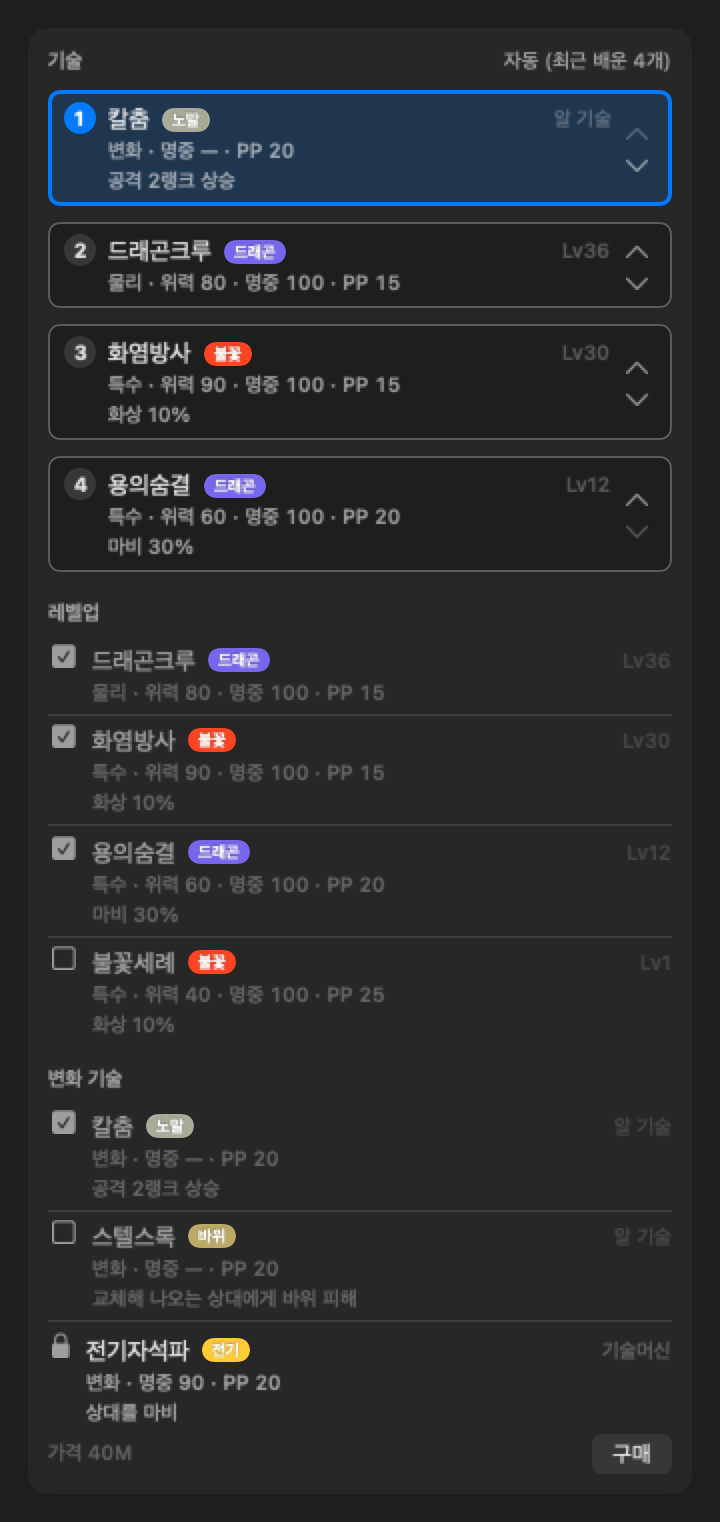 기술 자동 (최근 배운 4개)
1 칼춤 노말 알 기술
변화 · 명중 — · PP 20
공격 2랭크 상승
2 드래곤크루 드래곤 Lv36
물리 · 위력 80 · 명중 100 · PP 15
3 화염방사 불꽃 Lv30
특수 · 위력 90 · 명중 100 · PP 15
화상 10%
4 용의숨결 드래곤 Lv12
특수 · 위력 60 · 명중 100 · PP 20
마비 30%
레벨업
드래곤크루 드래곤 Lv36
물리 · 위력 80 · 명중 100 · PP 15
화염방사 불꽃 Lv30
특수 · 위력 90 · 명중 100 · PP 15
화상 10%
용의숨결 드래곤 Lv12
특수 · 위력 60 · 명중 100 · PP 20
마비 30%
불꽃세례 불꽃 Lv1
특수 · 위력 40 · 명중 100 · PP 25
화상 10%
변화 기술
칼춤 노말 알 기술
변화 · 명중 — · PP 20
공격 2랭크 상승
스텔스록 바위 알 기술
변화 · 명중 — · PP 20
교체해 나오는 상대에게 바위 피해
전기자석파 전기 기술머신
변화 · 명중 90 · PP 20
상대를 마비
가격 40M 구매